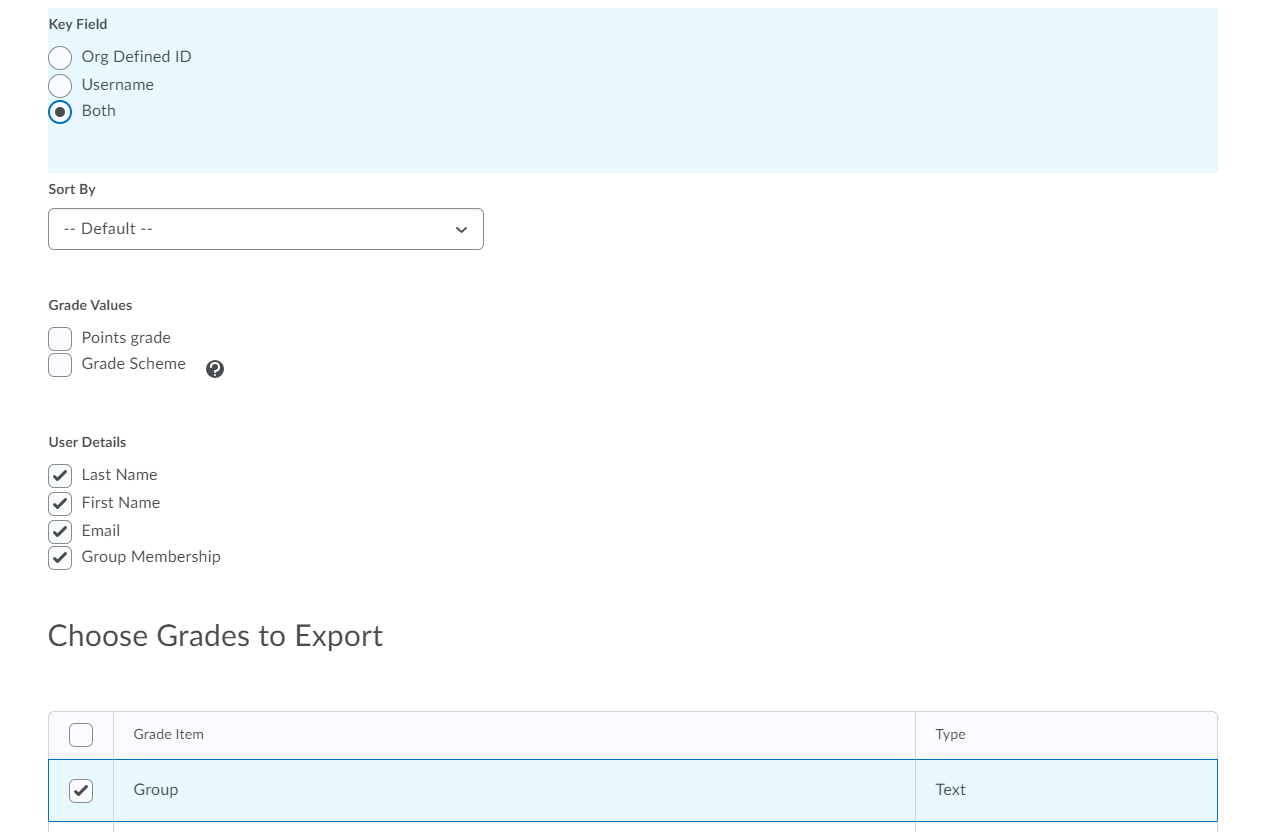 Key Field
Org Defined ID
Username
Both
Sort By
-- Default --
Grade Values
Points grade
Grade Scheme
User Details
Last Name
First Name
Email
Group Membership
Choose Grades to Export
Grade Item Type
Group Text